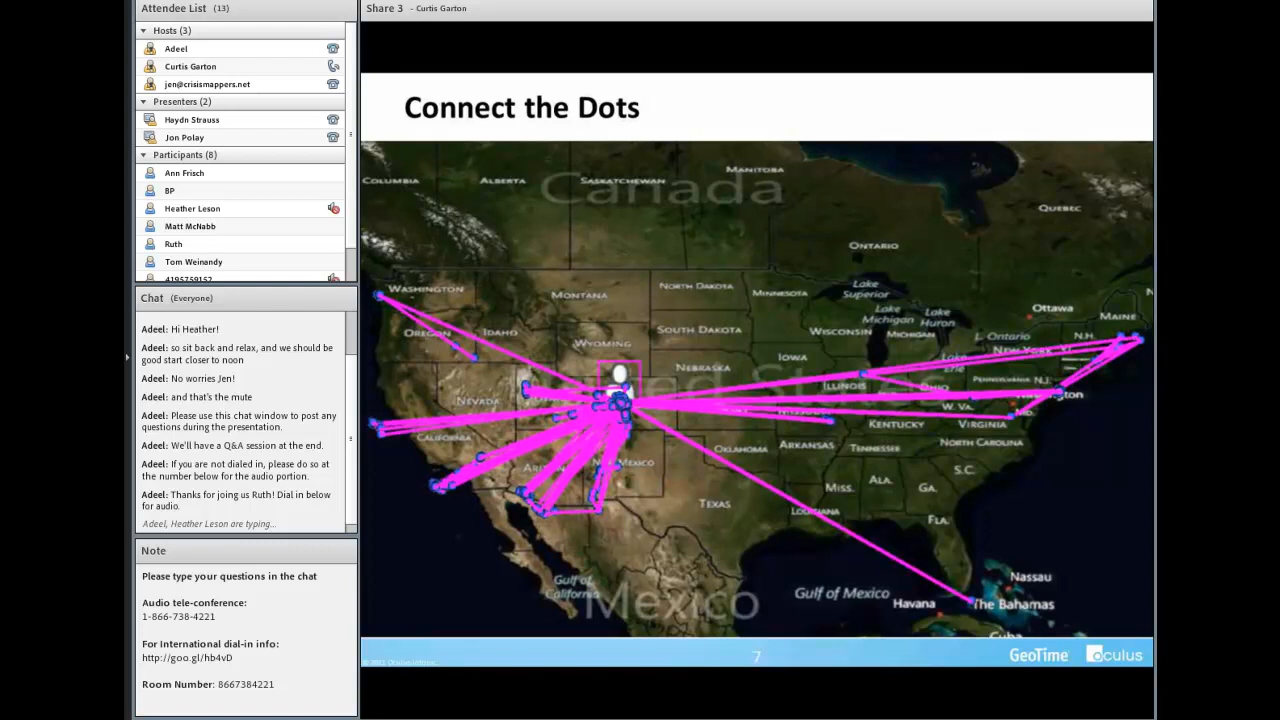 Attendee List (13)
Hosts (3)
Adeel
Curtis Garton
jen@crisismappers.net
Presenters (2)
Haydn Strauss
Jon Polay
Participants (8)
Ann Frisch
BP
Heather Leson
Matt McNabb
Ruth
Tom Weinandy
4195759152
Chat (Everyone)
Adeel: Hi Heather!
Adeel: so sit back and relax, and we should be
good start closer to noon
Adeel: No worries Jen!
Adeel: and that's the mute
Adeel: Please use this chat window to post any
questions during the presentation.
Adeel: We'll have a Q&A session at the end.
Adeel: If you are not dialed in, please do so at
the number below for the audio portion.
Adeel: Thanks for joining us Ruth! Dial in below
for audio.
Adeel, Heather Leson are typing...
Note
Please type your questions in the chat
Audio tele-conference:
1-866-738-4221
For International dial-in info:
http://goo.gl/hb4vD
Room Number: 8667384221
Share 3 - Curtis Garton
Connect the Dots
MANITOBA
COLUMBIA
ALBERTA
SASKATCHEWAN
Canada
QUEBEC
ONTARIO
WASHINGTON
MONTANA
NORTH DAKOTA
MINNESOTA
Lake
Superior
Ottawa
MAINE
OREGON
IDAHO
SOUTH DAKOTA
WISCONSIN
Lake
Michigan
MICHIGAN
Lake
Huron
L. Ontario
N.H.
WYOMING
NEW YORK
IOWA
Lake
Erie
NEBRASKA
PENNSYLVANIA
N.J.
ILLINOIS
OHIO
NEVADA
W. VA.
MD.
CALIFORNIA
KENTUCKY
VIRGINIA
OKLAHOMA
ARKANSAS
TENNESSEE
NORTH CAROLINA
NEW MEXICO
S.C.
MISS.
ALA.
GA.
TEXAS
LOUISIANA
FLA.
Gulf of
California
Mexico
Gulf of Mexico
Nassau
Havana
The Bahamas
Cuba
7
GeoTime
oculus